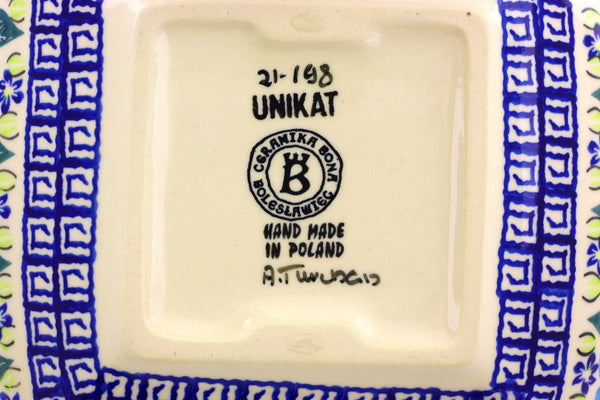 21-198
UNIKAT
CERAMIKA BONA
B
BOLESŁAWIEC
HAND MADE
IN POLAND